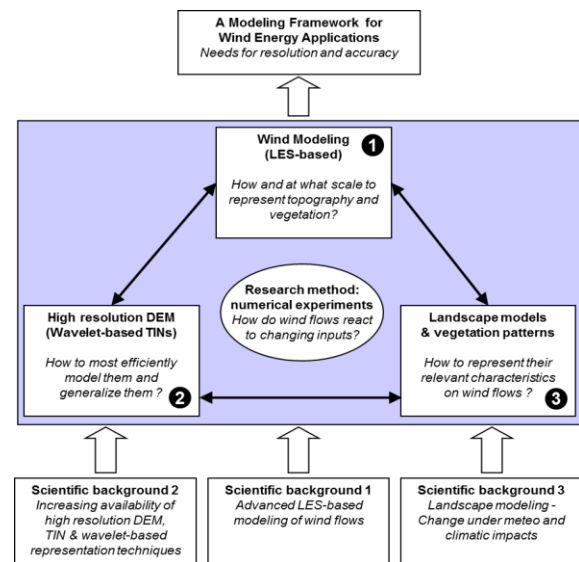 A Modeling Framework for
Wind Energy Applications
Needs for resolution and accuracy
Wind Modeling
(LES-based)
1
How and at what scale to
represent topography and
vegetation?
Research method:
numerical experiments
How do wind flows react
to changing inputs?
High resolution DEM
(Wavelet-based TINs)
How to most efficiently
model them and
generalize them ?
2
Landscape models
& vegetation patterns
How to represent their
relevant characteristics
on wind flows ?
3
Scientific background 2
Increasing availability of
high resolution DEM,
TIN & wavelet-based
representation techniques
Scientific background 1
Advanced LES-based
modeling of wind flows
Scientific background 3
Landscape modeling -
Change under meteo and
climatic impacts